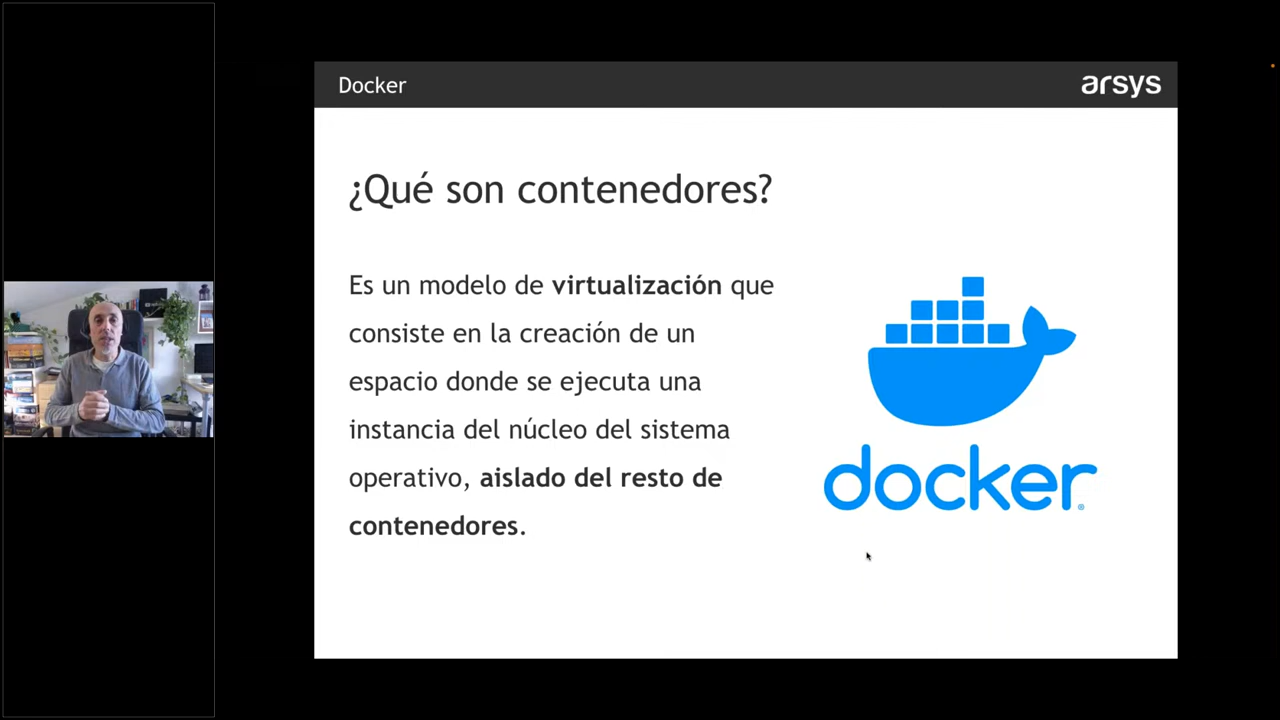 Docker
arsys
¿Qué son contenedores?
Es un modelo de virtualización que
consiste en la creación de un
espacio donde se ejecuta una
instancia del núcleo del sistema
operativo, aislado del resto de
contenedores.
docker